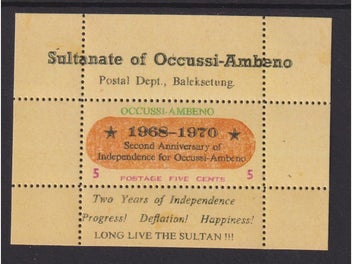 Sultanate of Occussi-Ambeno
Postal Dept., Baleksetung.
OCCUSSI-AMBENO
★ 1968-1970 ★
Second Anniversary of
Independence for Occussi-Ambeno
5 5
POSTAGE FIVE CENTS
Two Years of Independence
Progress! Deflation! Happiness!
LONG LIVE THE SULTAN !!!